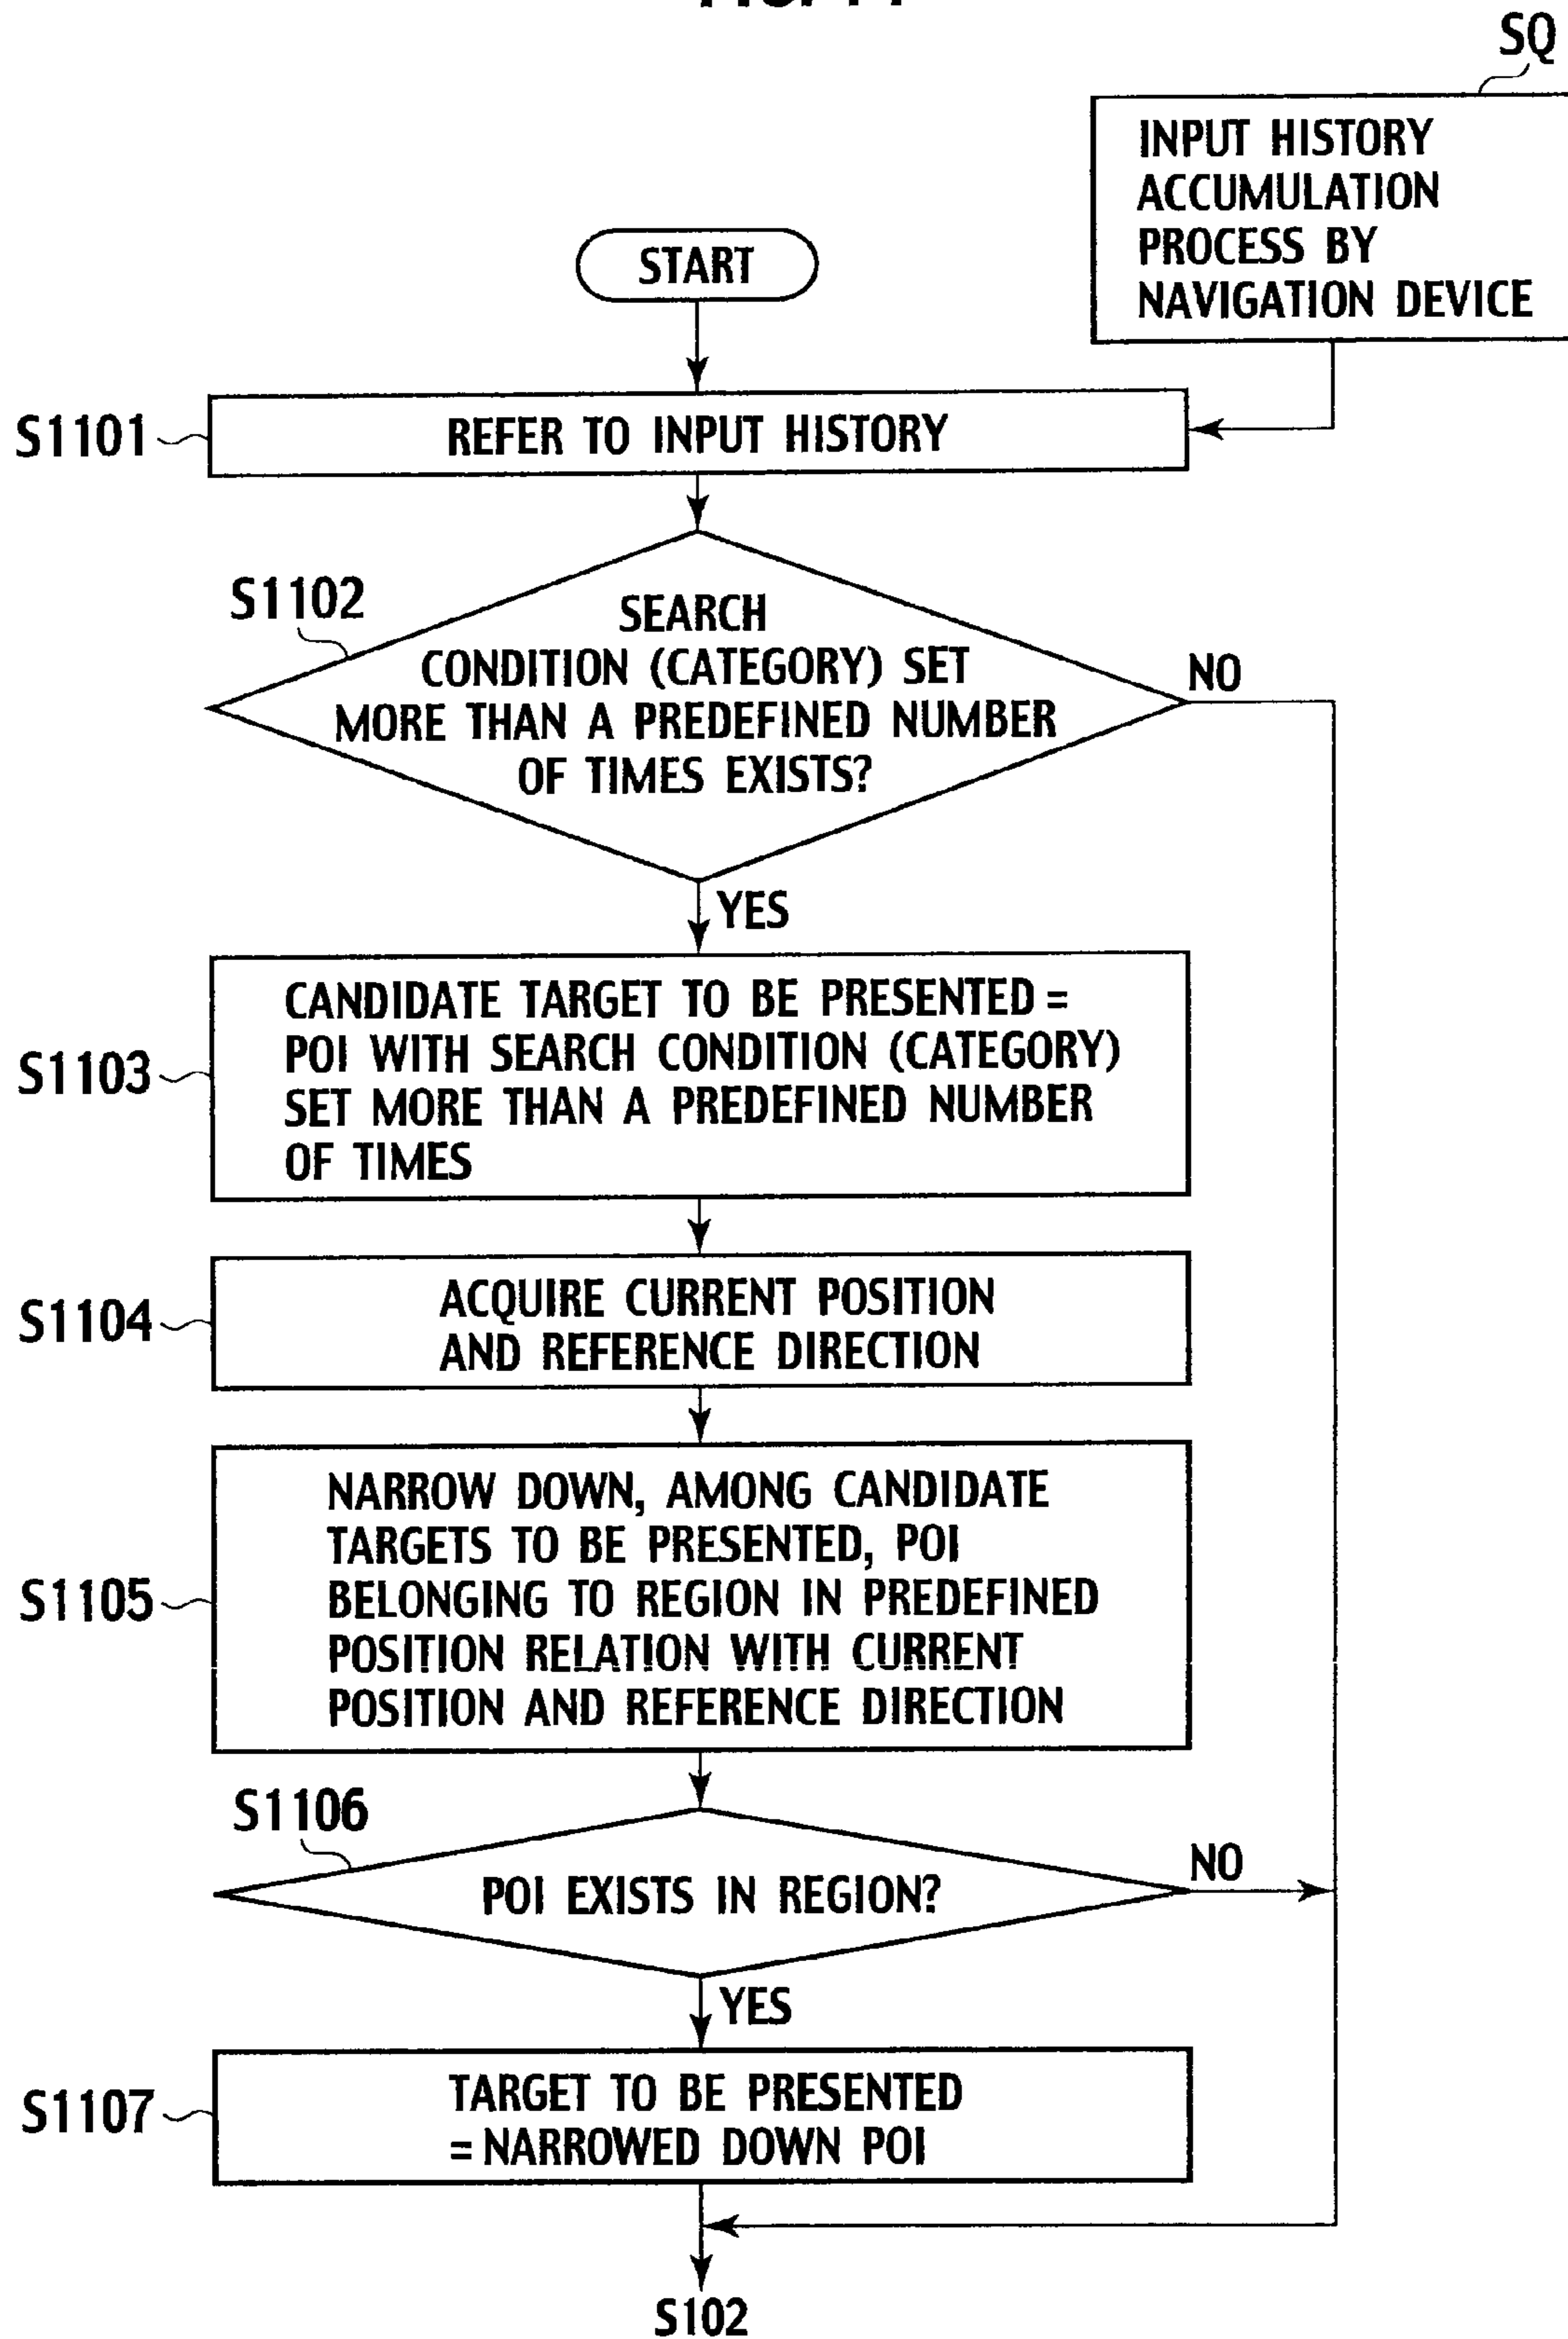 SQ
INPUT HISTORY
ACCUMULATION
PROCESS BY
NAVIGATION DEVICE
START
S1101
REFER TO INPUT HISTORY
S1102
SEARCH
CONDITION (CATEGORY) SET
MORE THAN A PREDEFINED NUMBER
OF TIMES EXISTS?
NO
YES
S1103
CANDIDATE TARGET TO BE PRESENTED =
POI WITH SEARCH CONDITION (CATEGORY)
SET MORE THAN A PREDEFINED NUMBER
OF TIMES
S1104
ACQUIRE CURRENT POSITION
AND REFERENCE DIRECTION
S1105
NARROW DOWN, AMONG CANDIDATE
TARGETS TO BE PRESENTED, POI
BELONGING TO REGION IN PREDEFINED
POSITION RELATION WITH CURRENT
POSITION AND REFERENCE DIRECTION
S1106
POI EXISTS IN REGION?
NO
YES
S1107
TARGET TO BE PRESENTED
= NARROWED DOWN POI
S102